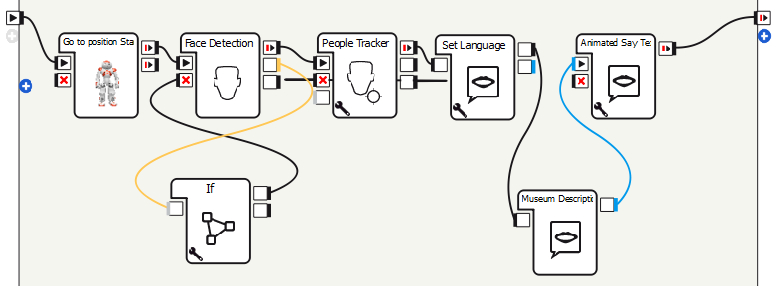 Go to position Sta
Face Detection
People Tracker
Set Language
Animated Say Te
If
Museum Descripti